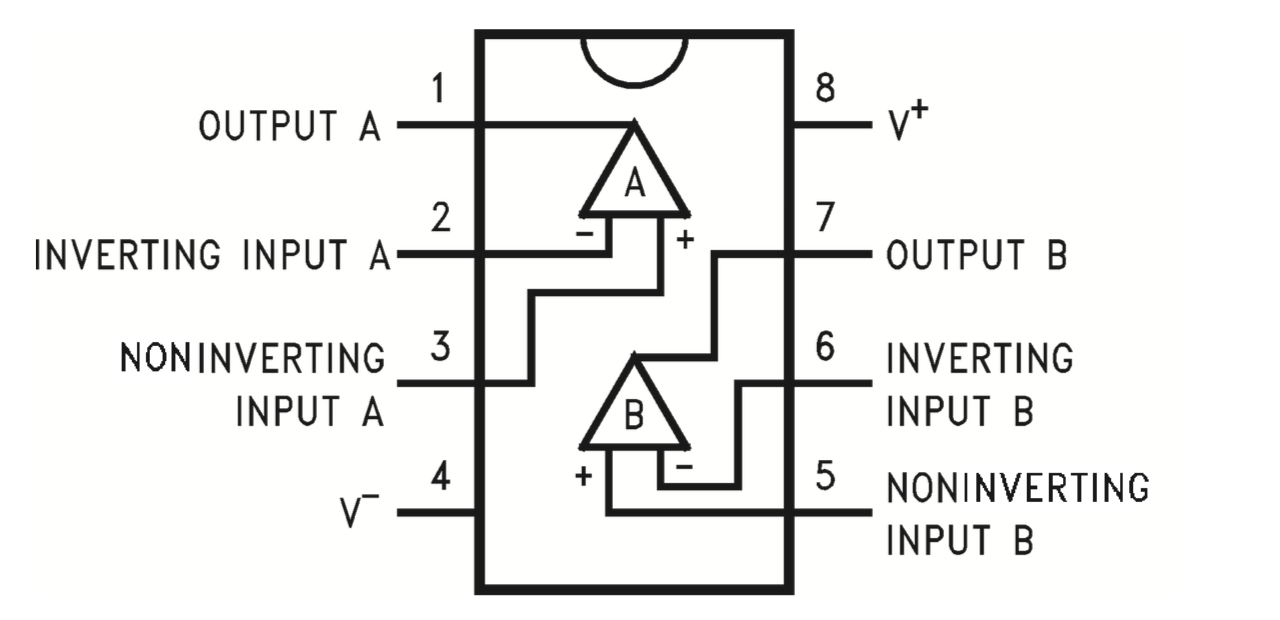 1
OUTPUT A
2
INVERTING INPUT A
3
NONINVERTING
INPUT A
4
V⁻
A
-
+
B
+
-
8
V⁺
7
OUTPUT B
6
INVERTING
INPUT B
5
NONINVERTING
INPUT B